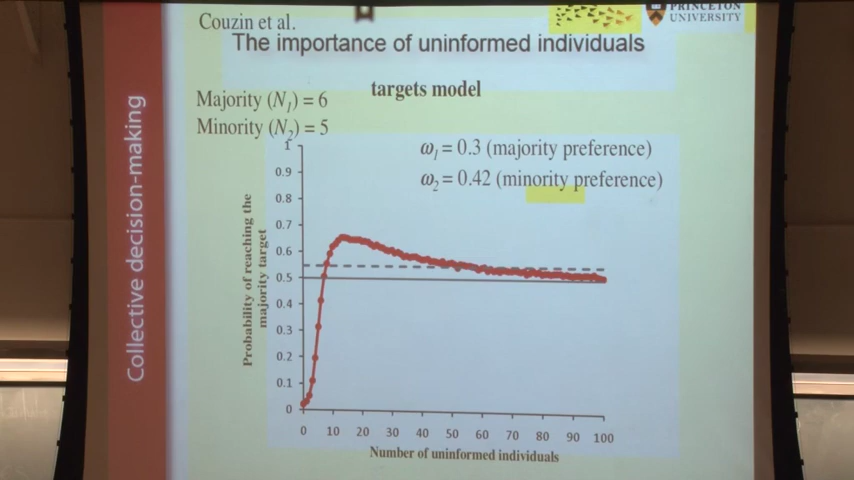 Couzin et al.
PRINCETON
UNIVERSITY
The importance of uninformed individuals
targets model
Majority (N1) = 6
Minority (N2) = 5
ω1 = 0.3 (majority preference)
ω2 = 0.42 (minority preference)
Collective decision-making
Probability of reaching the
majority target
1
0.9
0.8
0.7
0.6
0.5
0.4
0.3
0.2
0.1
0
0 10 20 30 40 50 60 70 80 90 100
Number of uninformed individuals